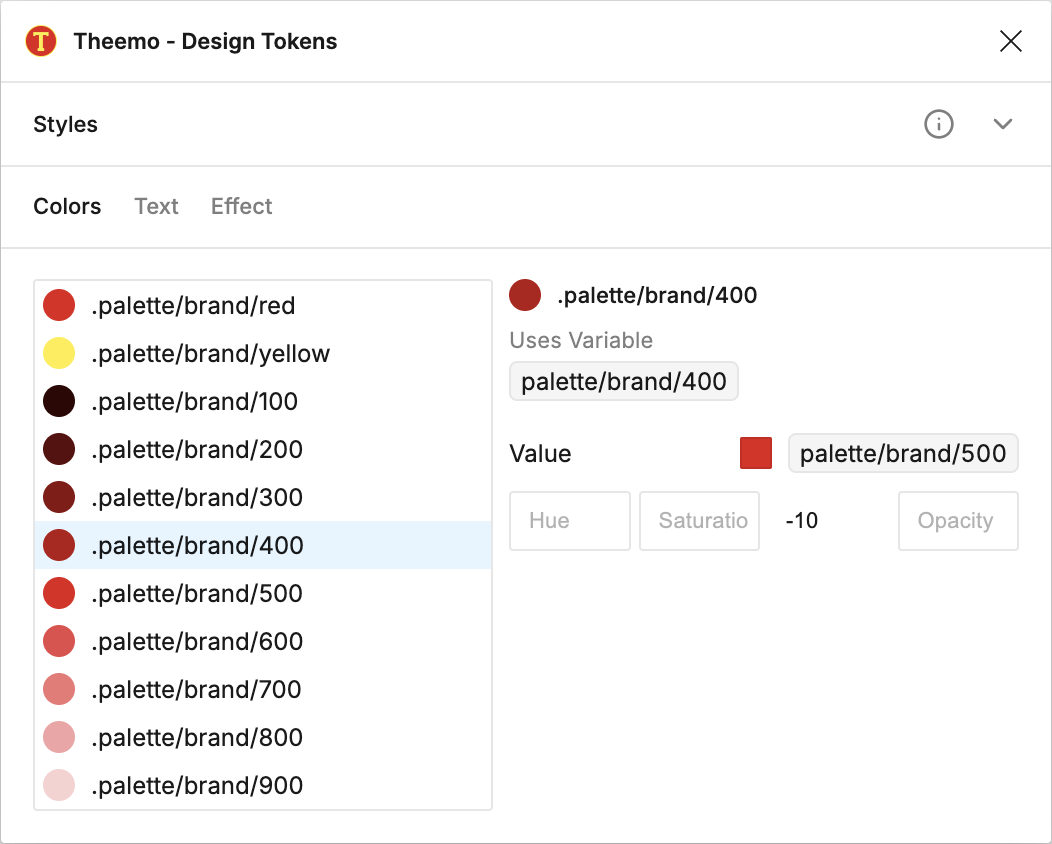 T Theemo - Design Tokens
Styles
Colors Text Effect
.palette/brand/red
.palette/brand/yellow
.palette/brand/100
.palette/brand/200
.palette/brand/300
.palette/brand/400
.palette/brand/500
.palette/brand/600
.palette/brand/700
.palette/brand/800
.palette/brand/900
.palette/brand/400
Uses Variable
palette/brand/400
Value palette/brand/500
Hue Saturatio -10 Opacity